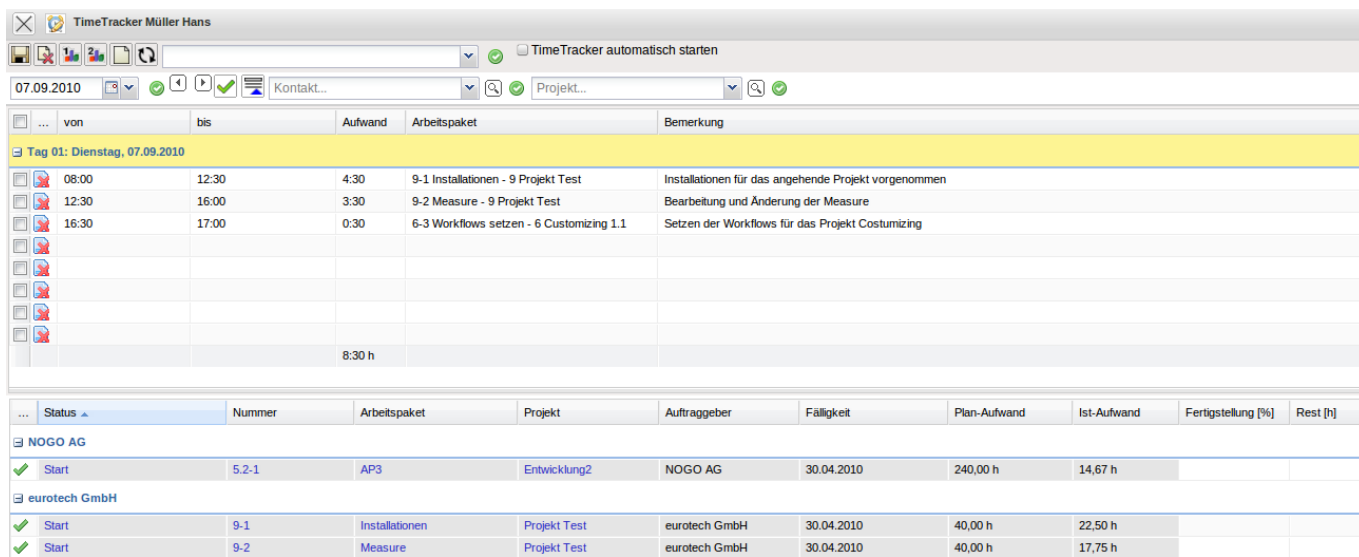 TimeTracker Müller Hans
TimeTracker automatisch starten
07.09.2010 Kontakt... Projekt...
... von bis Aufwand Arbeitspaket Bemerkung
Tag 01: Dienstag, 07.09.2010
08:00 12:30 4:30 9-1 Installationen - 9 Projekt Test Installationen für das angehende Projekt vorgenommen
12:30 16:00 3:30 9-2 Measure - 9 Projekt Test Bearbeitung und Änderung der Measure
16:30 17:00 0:30 6-3 Workflows setzen - 6 Customizing 1.1 Setzen der Workflows für das Projekt Costumizing
8:30 h
... Status Nummer Arbeitspaket Projekt Auftraggeber Fälligkeit Plan-Aufwand Ist-Aufwand Fertigstellung [%] Rest [h]
NOGO AG
Start 5.2-1 AP3 Entwicklung2 NOGO AG 30.04.2010 240,00 h 14,67 h
eurotech GmbH
Start 9-1 Installationen Projekt Test eurotech GmbH 30.04.2010 40,00 h 22,50 h
Start 9-2 Measure Projekt Test eurotech GmbH 30.04.2010 40,00 h 17,75 h